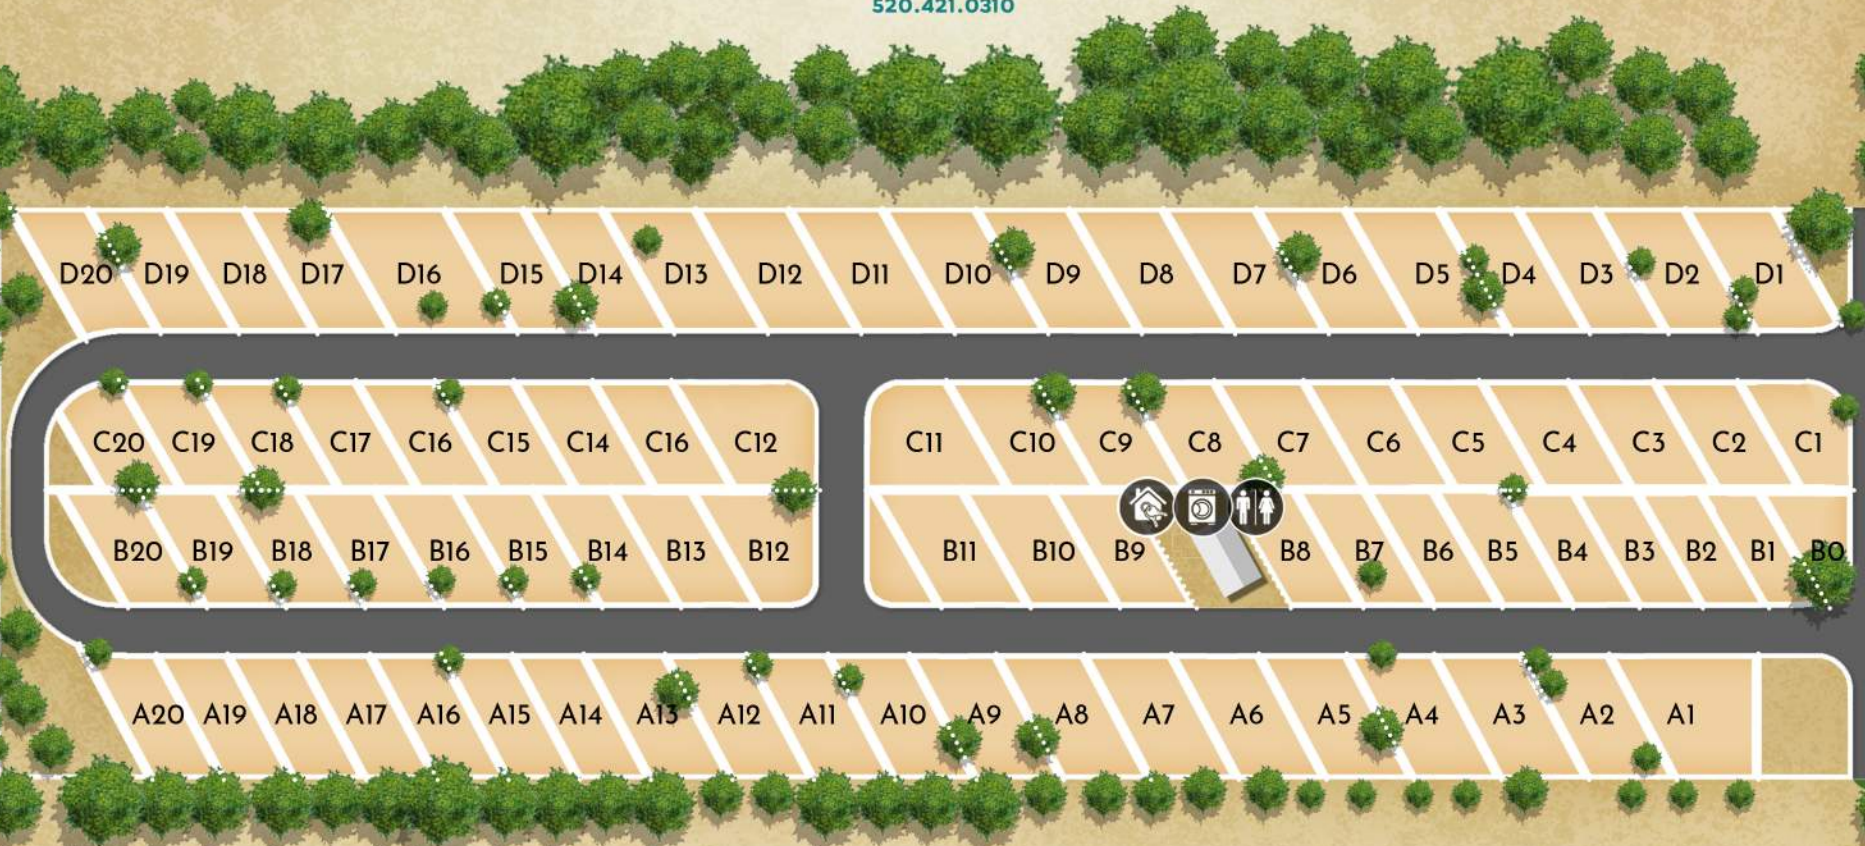 520.421.0310
D20 D19 D18 D17 D16 D15 D14 D13 D12 D11 D10 D9 D8 D7 D6 D5 D4 D3 D2 D1
C20 C19 C18 C17 C16 C15 C14 C16 C12 C11 C10 C9 C8 C7 C6 C5 C4 C3 C2 C1
B20 B19 B18 B17 B16 B15 B14 B13 B12 B11 B10 B9 B8 B7 B6 B5 B4 B3 B2 B1 B0
A20 A19 A18 A17 A16 A15 A14 A13 A12 A11 A10 A9 A8 A7 A6 A5 A4 A3 A2 A1